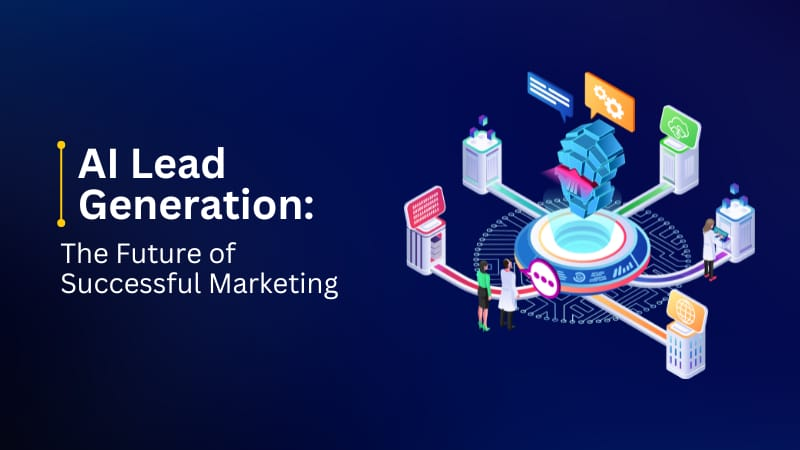 AI Lead
Generation:
The Future of
Successful Marketing